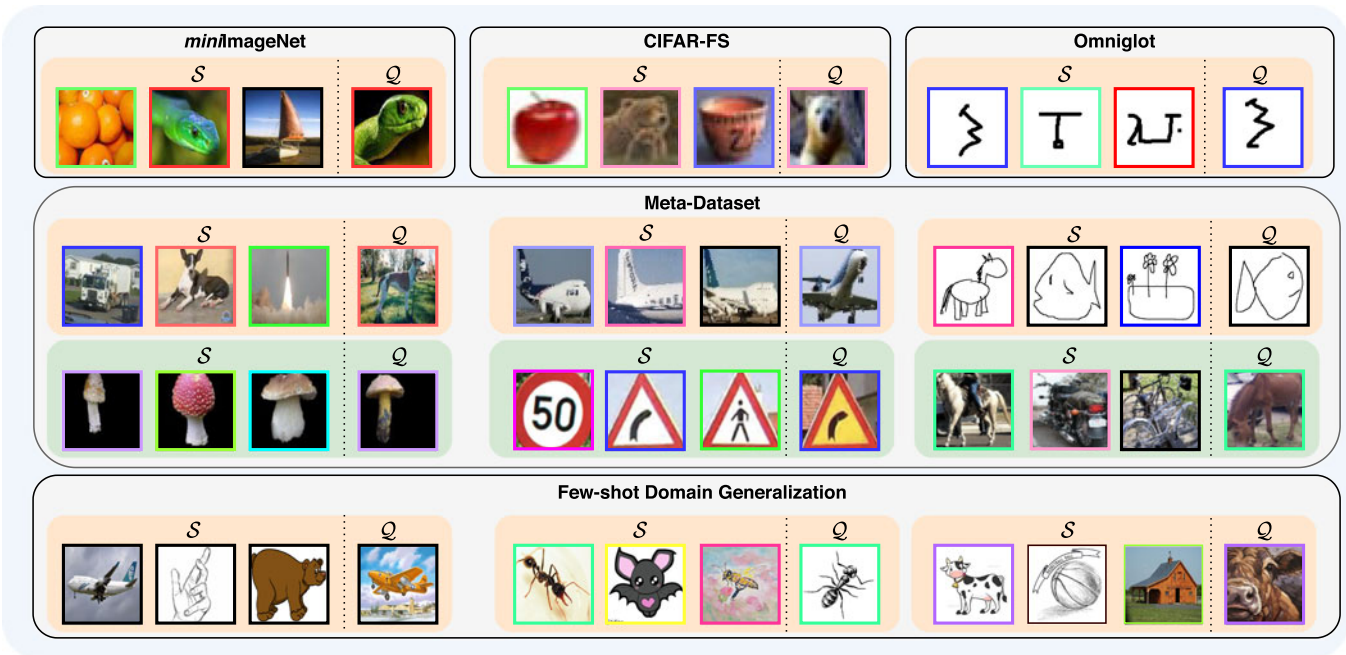 miniImageNet
CIFAR-FS
Omniglot
S Q
S Q
S Q
Meta-Dataset
S Q
S Q
S Q
S Q
S Q
S Q
50
Few-shot Domain Generalization
S Q
S Q
S Q